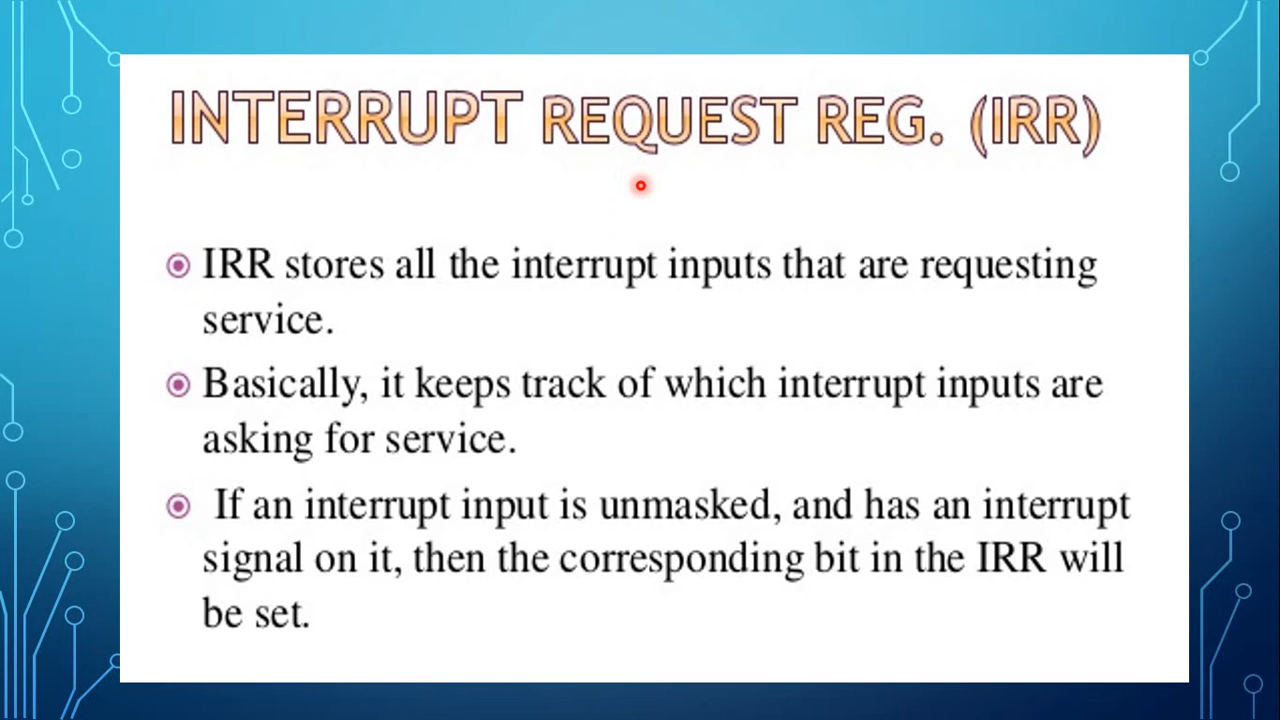 INTERRUPT REQUEST REG. (IRR)
IRR stores all the interrupt inputs that are requesting
service.
Basically, it keeps track of which interrupt inputs are
asking for service.
If an interrupt input is unmasked, and has an interrupt
signal on it, then the corresponding bit in the IRR will
be set.